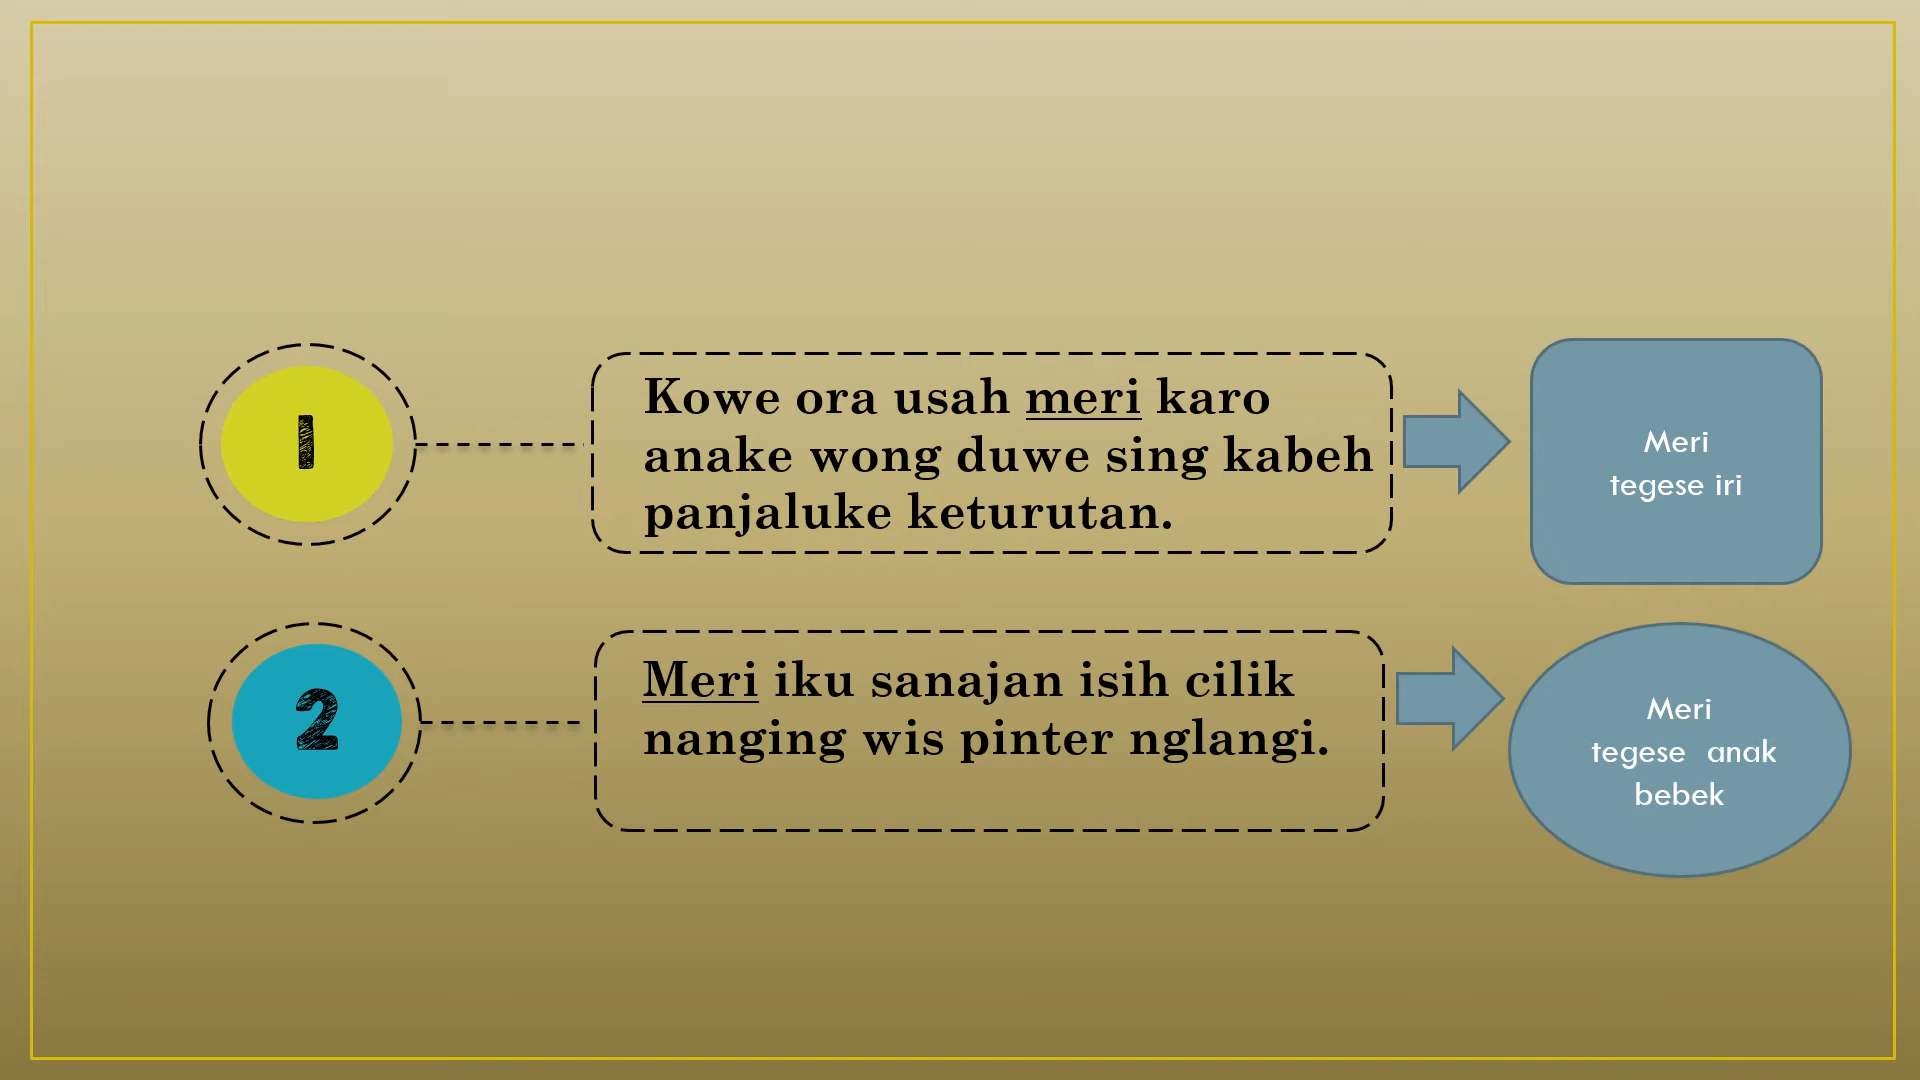 1
Kowe ora usah meri karo
anake wong duwe sing kabeh
panjaluke keturutan.
Meri
tegese iri
2
Meri iku sanajan isih cilik
nanging wis pinter nglangi.
Meri
tegese anak
bebek